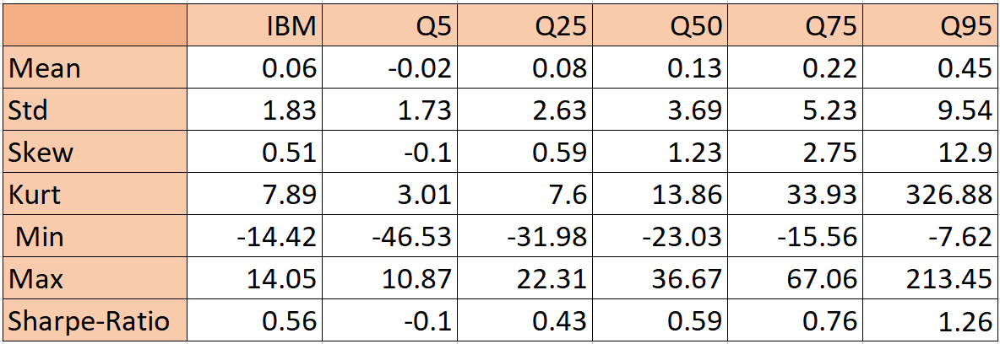 IBM Q5 Q25 Q50 Q75 Q95
Mean 0.06 -0.02 0.08 0.13 0.22 0.45
Std 1.83 1.73 2.63 3.69 5.23 9.54
Skew 0.51 -0.1 0.59 1.23 2.75 12.9
Kurt 7.89 3.01 7.6 13.86 33.93 326.88
Min -14.42 -46.53 -31.98 -23.03 -15.56 -7.62
Max 14.05 10.87 22.31 36.67 67.06 213.45
Sharpe-Ratio 0.56 -0.1 0.43 0.59 0.76 1.26